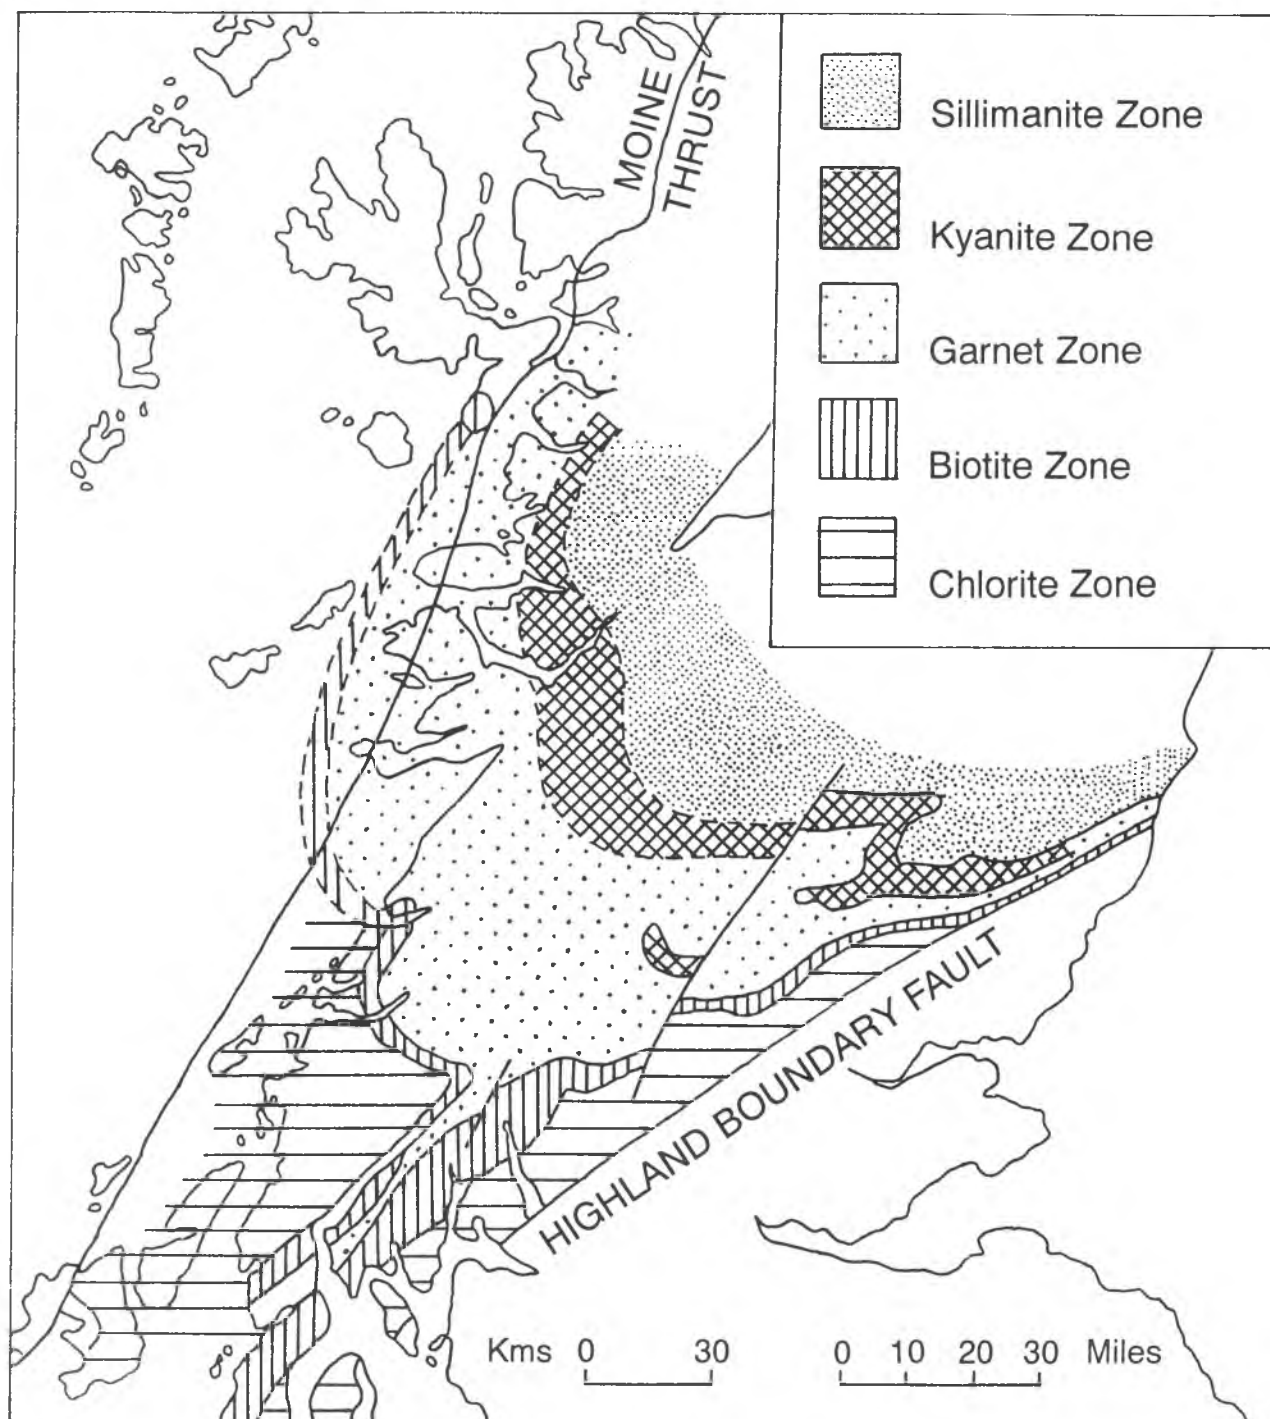 MOINE
THRUST
Sillimanite Zone
Kyanite Zone
Garnet Zone
Biotite Zone
Chlorite Zone
HIGHLAND BOUNDARY FAULT
Kms 0 30
0 10 20 30 Miles